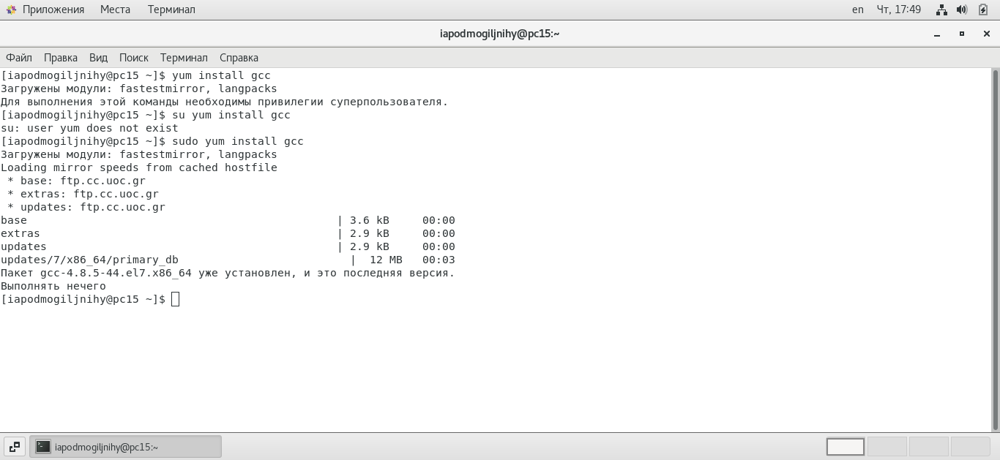 Приложения Места Терминал en Чт, 17:49
iapodmogiljnihy@pc15:~
Файл Правка Вид Поиск Терминал Справка
[iapodmogiljnihy@pc15 ~]$ yum install gcc
Загружены модули: fastestmirror, langpacks
Для выполнения этой команды необходимы привилегии суперпользователя.
[iapodmogiljnihy@pc15 ~]$ su yum install gcc
su: user yum does not exist
[iapodmogiljnihy@pc15 ~]$ sudo yum install gcc
Загружены модули: fastestmirror, langpacks
Loading mirror speeds from cached hostfile
 * base: ftp.cc.uoc.gr
 * extras: ftp.cc.uoc.gr
 * updates: ftp.cc.uoc.gr
base | 3.6 kB 00:00
extras | 2.9 kB 00:00
updates | 2.9 kB 00:00
updates/7/x86_64/primary_db | 12 MB 00:03
Пакет gcc-4.8.5-44.el7.x86_64 уже установлен, и это последняя версия.
Выполнять нечего
[iapodmogiljnihy@pc15 ~]$
iapodmogiljnihy@pc15:~